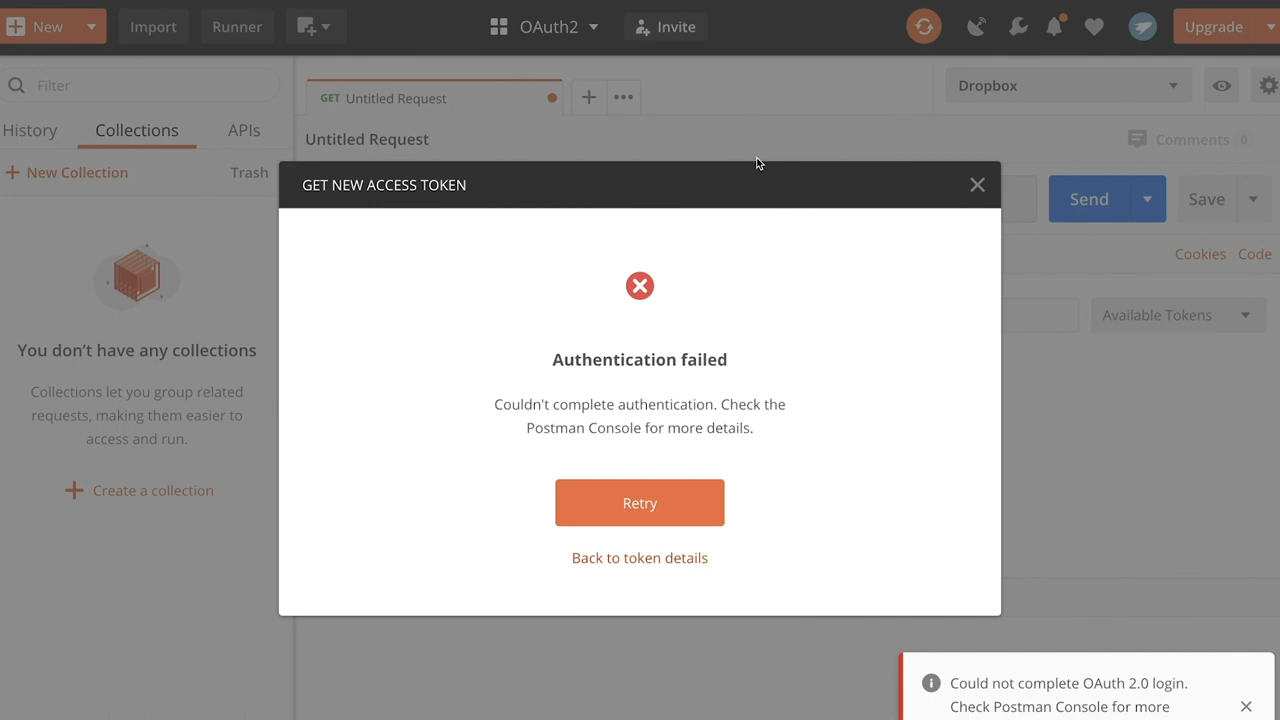 New
Import
Runner
OAuth2
Invite
Upgrade
Filter
GET Untitled Request
Dropbox
History
Collections
APIs
Untitled Request
Comments 0
New Collection
Trash
GET NEW ACCESS TOKEN
Send
Save
Cookies
Code
Available Tokens
You don’t have any collections
Collections let you group related
requests, making them easier to
access and run.
Create a collection
Authentication failed
Couldn't complete authentication. Check the
Postman Console for more details.
Retry
Back to token details
Could not complete OAuth 2.0 login.
Check Postman Console for more